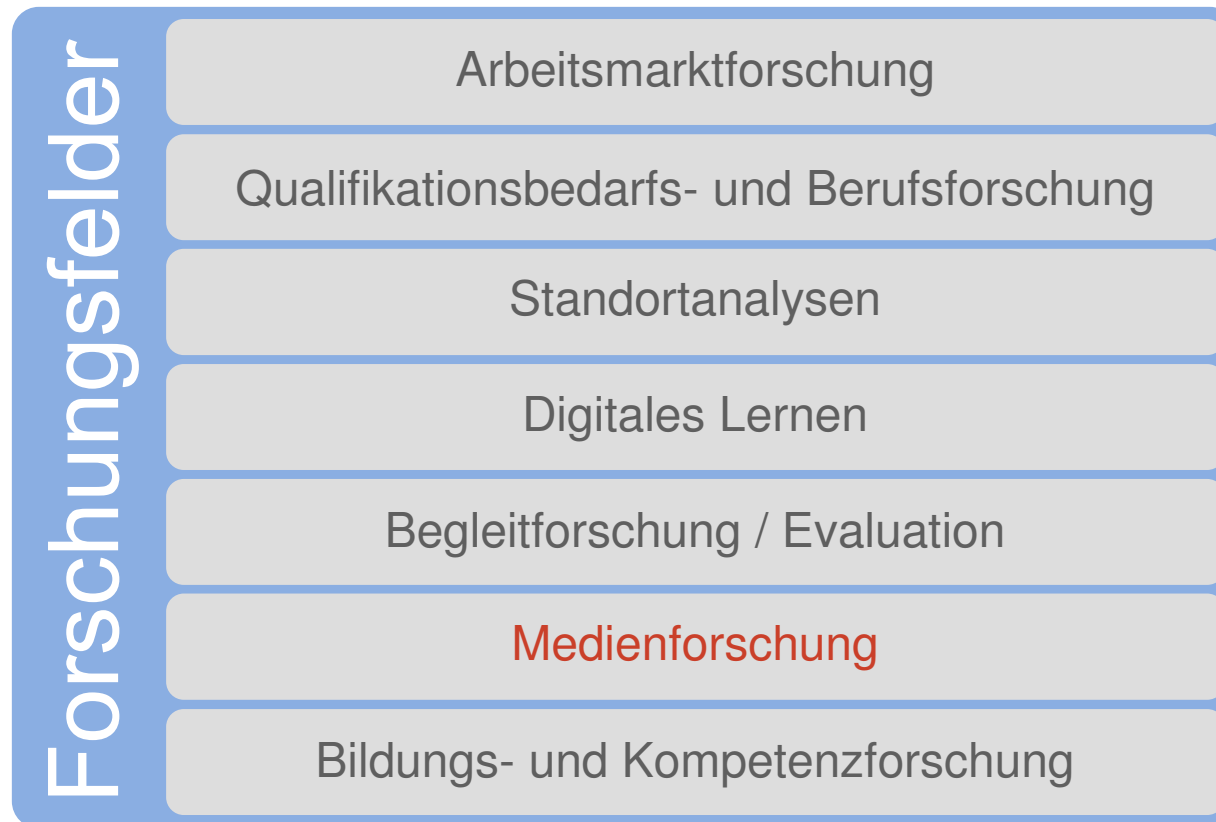 Forschungsfelder
Arbeitsmarktforschung
Qualifikationsbedarfs- und Berufsforschung
Standortanalysen
Digitales Lernen
Begleitforschung / Evaluation
Medienforschung
Bildungs- und Kompetenzforschung